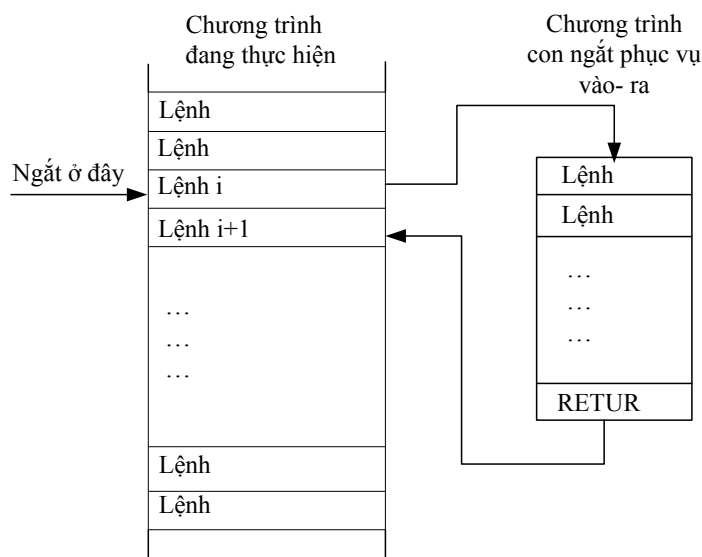 Chương trình
đang thực hiện
Lệnh
Lệnh
Ngắt ở đây
Lệnh i
Lệnh i+1
…
…
…
Lệnh
Lệnh
Chương trình
con ngắt phục vụ
vào- ra
Lệnh
Lệnh
…
…
…
RETUR